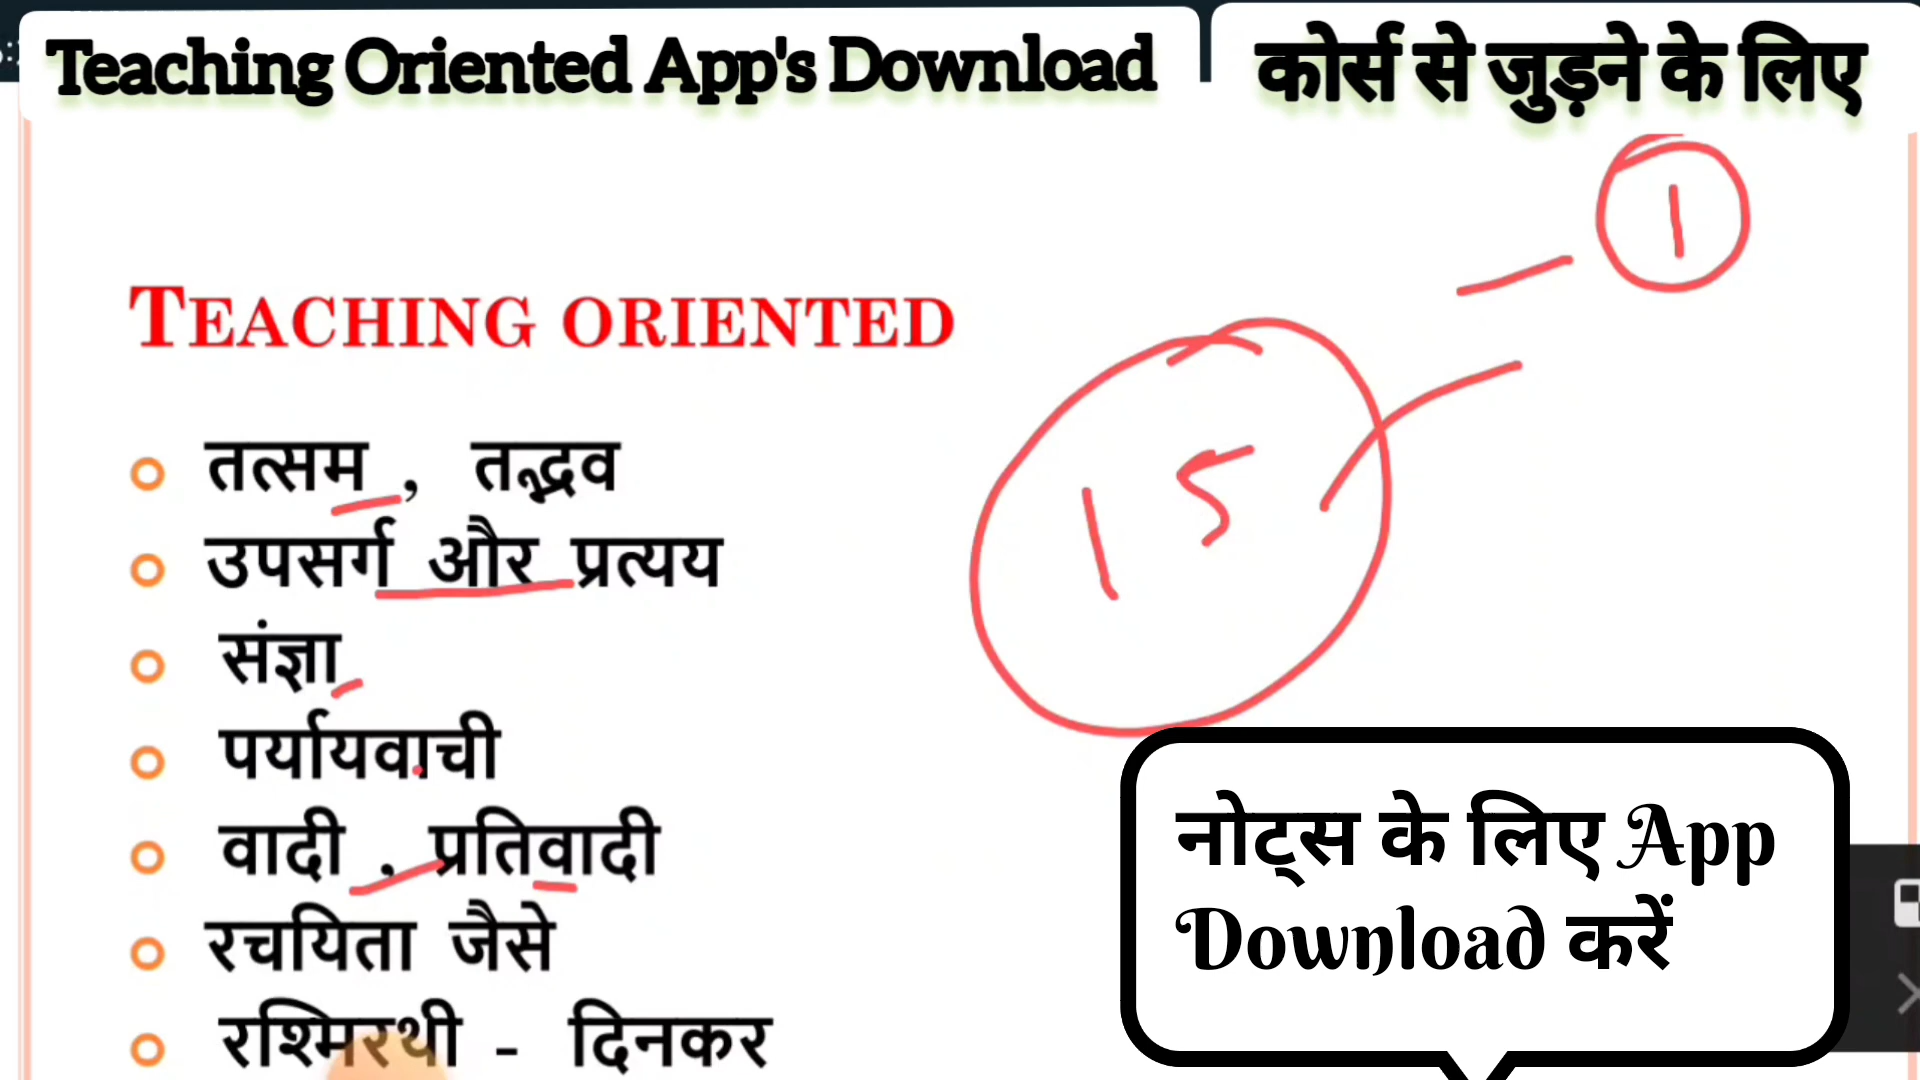 Teaching Oriented App's Download
कोर्स से जुड़ने के लिए
1
TEACHING ORIENTED
15
तत्सम , तद्भव
उपसर्ग और प्रत्यय
संज्ञा
पर्यायवाची
वादी , प्रतिवादी
रचयिता जैसे
रश्मिरथी - दिनकर
नोट्स के लिए App
Download करें